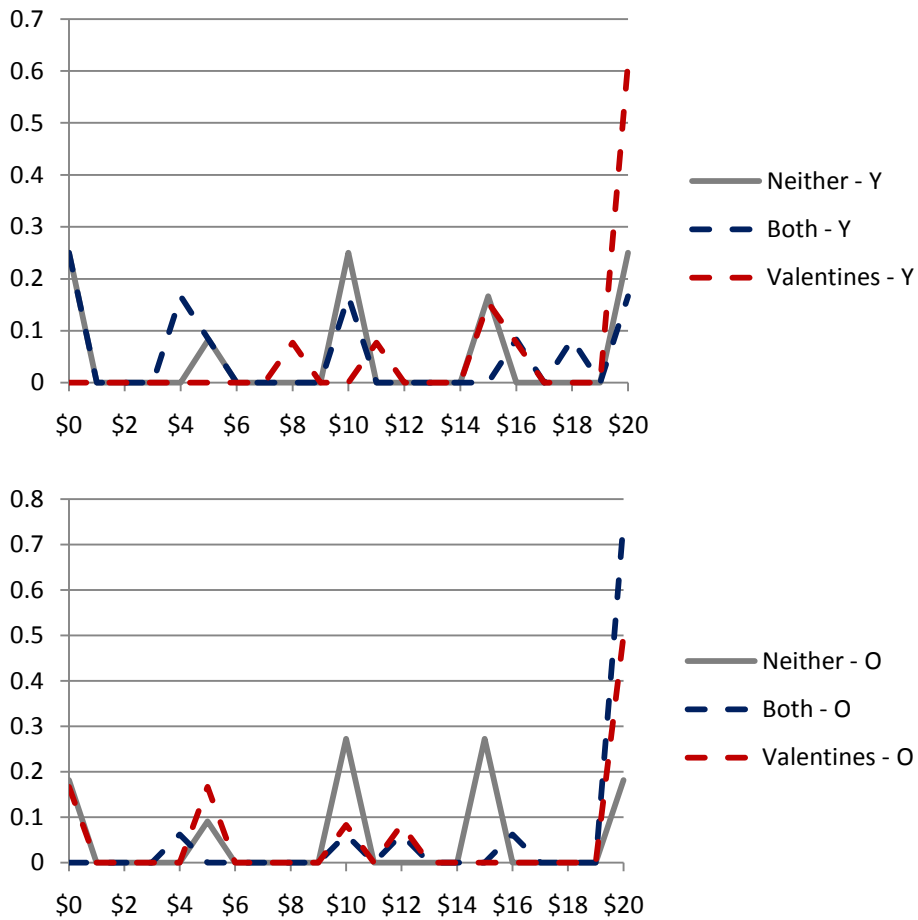 0.7
0.6
0.5
0.4
0.3
0.2
0.1
0
$0 $2 $4 $6 $8 $10 $12 $14 $16 $18 $20
Neither - Y
Both - Y
Valentines - Y
0.8
0.7
0.6
0.5
0.4
0.3
0.2
0.1
0
$0 $2 $4 $6 $8 $10 $12 $14 $16 $18 $20
Neither - O
Both - O
Valentines - O